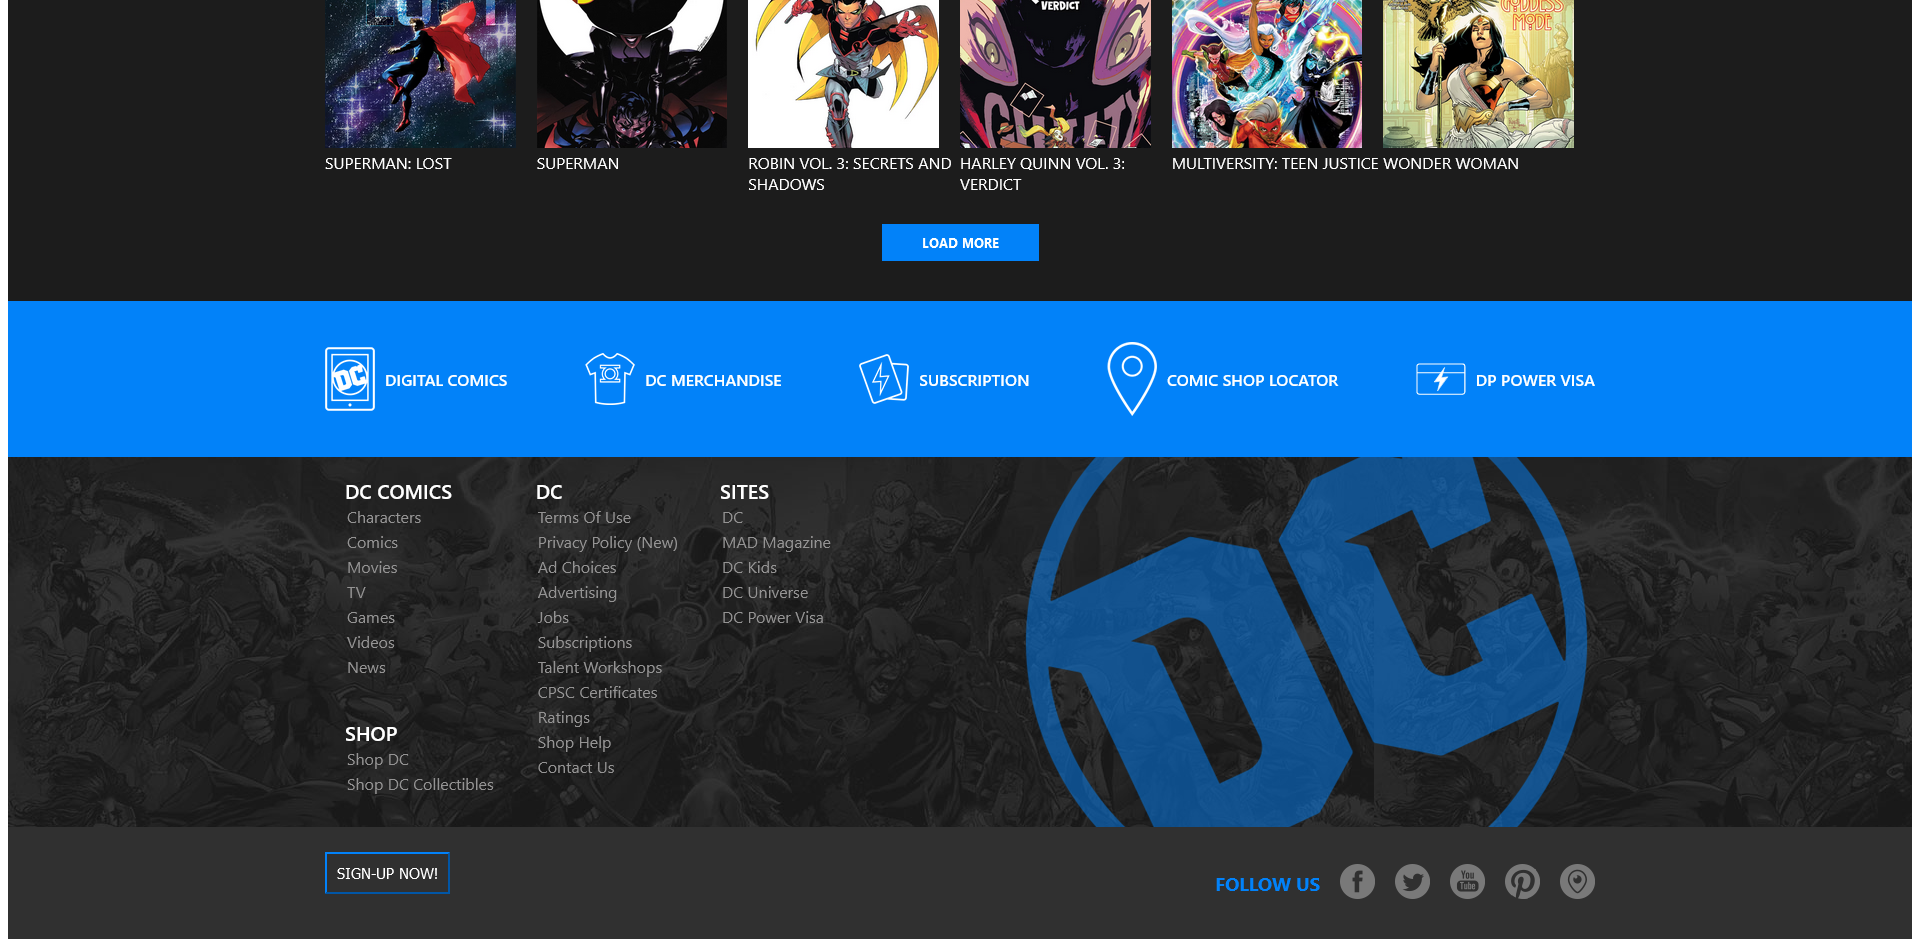 VERDICT
GODDESS
MODE
SUPERMAN: LOST
SUPERMAN
ROBIN VOL. 3: SECRETS AND
SHADOWS
HARLEY QUINN VOL. 3:
VERDICT
MULTIVERSITY: TEEN JUSTICE
WONDER WOMAN
LOAD MORE
DC
DIGITAL COMICS
DC MERCHANDISE
SUBSCRIPTION
COMIC SHOP LOCATOR
DP POWER VISA
DC COMICS
Characters
Comics
Movies
TV
Games
Videos
News
SHOP
Shop DC
Shop DC Collectibles
DC
Terms Of Use
Privacy Policy (New)
Ad Choices
Advertising
Jobs
Subscriptions
Talent Workshops
CPSC Certificates
Ratings
Shop Help
Contact Us
SITES
DC
MAD Magazine
DC Kids
DC Universe
DC Power Visa
DC
SIGN-UP NOW!
FOLLOW US
You
Tube